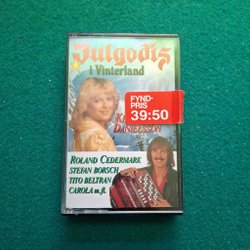 Julgodis
i Vinterland
FYND-
PRIS
39:50
DANIELSSON
ROLAND CEDERMARK
STEFAN BORSCH
TITO BELTRAN
CAROLA m.fl.